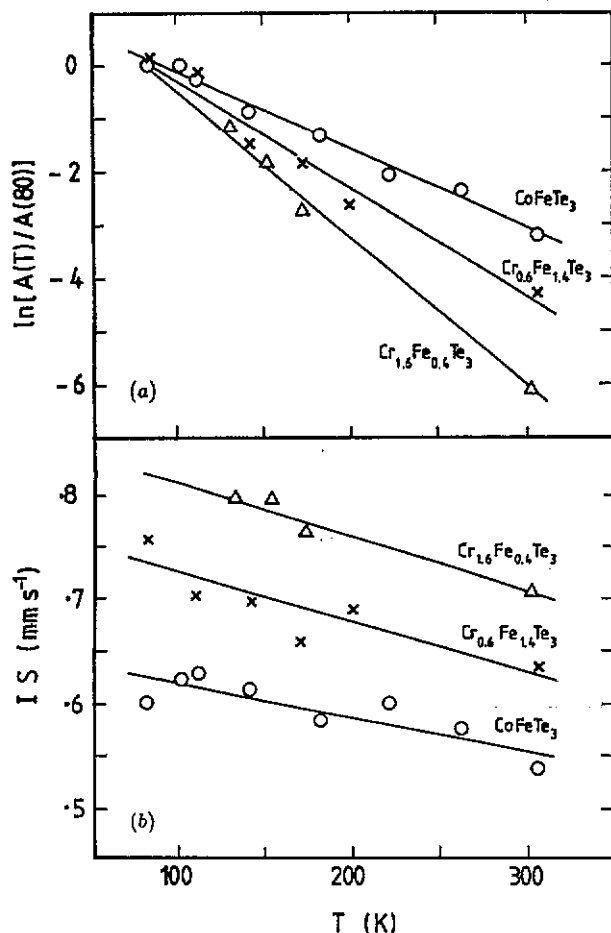 0
-2
-4
-6
ln[A(T)/A(80)]
CoFeTe₃
Cr₀.₆Fe₁.₄Te₃
Cr₁.₆Fe₀.₄Te₃
(a)
.8
.7
.6
.5
IS (mm s⁻¹)
Cr₁.₆Fe₀.₄Te₃
Cr₀.₆Fe₁.₄Te₃
CoFeTe₃
(b)
100
200
300
T (K)